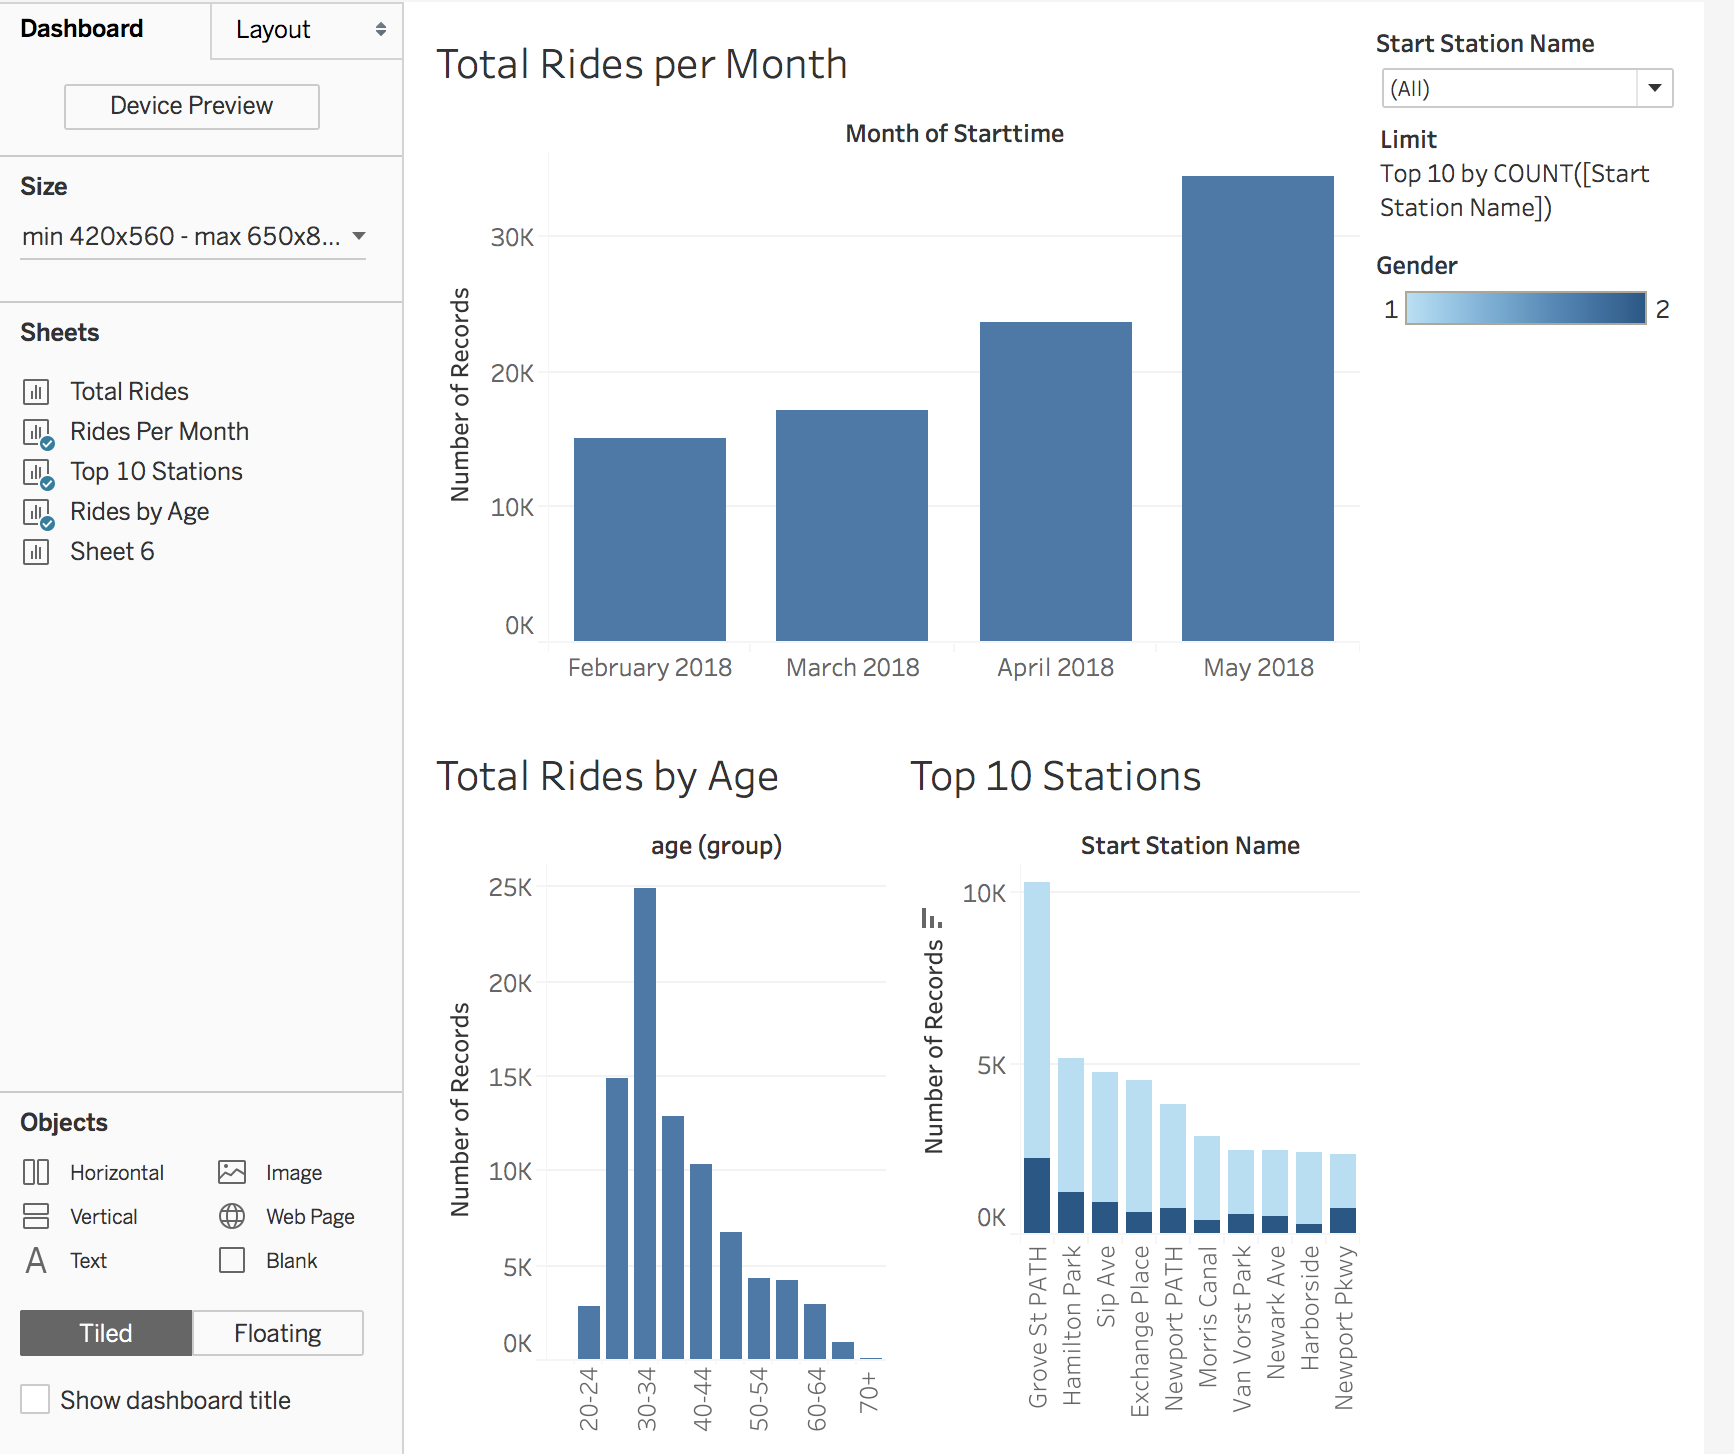 Dashboard
Layout
Device Preview
Size
min 420x560 - max 650x8...
Sheets
Total Rides
Rides Per Month
Top 10 Stations
Rides by Age
Sheet 6
Objects
Horizontal
Image
Vertical
Web Page
A Text
Blank
Tiled
Floating
Show dashboard title
Total Rides per Month
Month of Starttime
Number of Records
30K
20K
10K
0K
February 2018
March 2018
April 2018
May 2018
Start Station Name
(All)
Limit
Top 10 by COUNT([Start
Station Name])
Gender
1
2
Total Rides by Age
age (group)
Number of Records
25K
20K
15K
10K
5K
0K
20-24
30-34
40-44
50-54
60-64
70+
Top 10 Stations
Start Station Name
Number of Records
10K
5K
0K
Grove St PATH
Hamilton Park
Sip Ave
Exchange Place
Newport PATH
Morris Canal
Van Vorst Park
Newark Ave
Harborside
Newport Pkwy